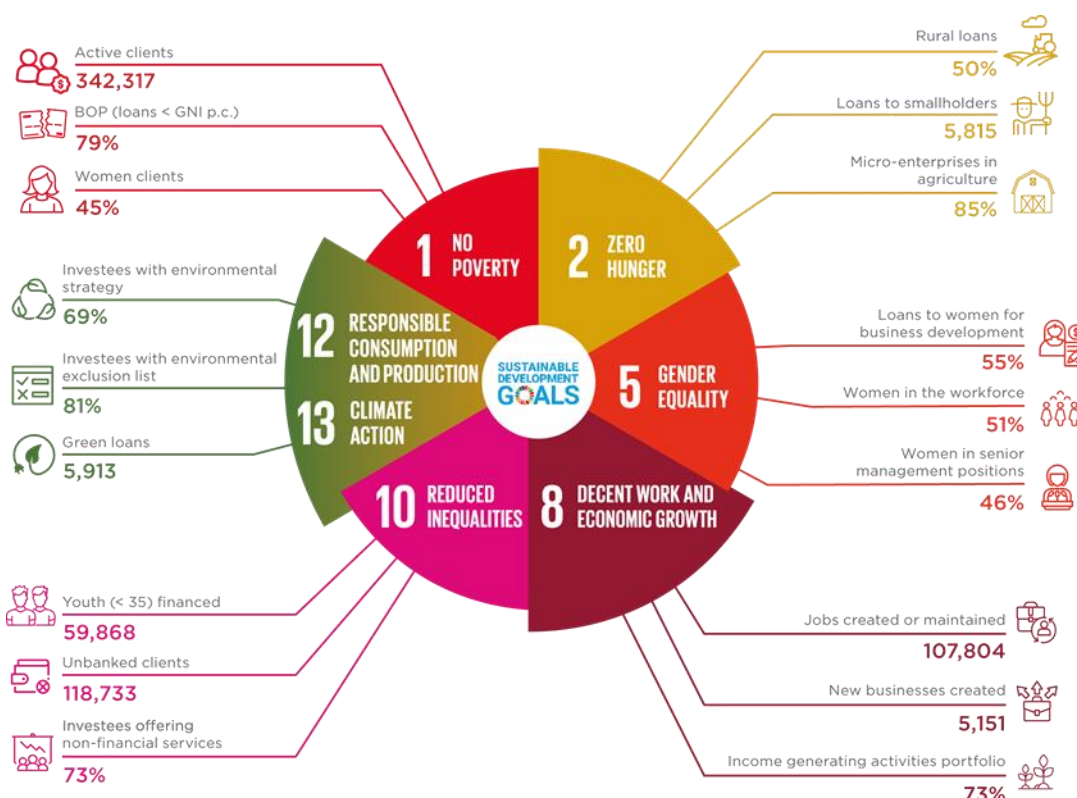 Active clients
342,317
BOP (loans < GNI p.c.)
79%
Women clients
45%
Rural loans
50%
Loans to smallholders
5,815
Micro-enterprises in
agriculture
85%
1 NO
POVERTY
2 ZERO
HUNGER
Investees with environmental
strategy
69%
Investees with environmental
exclusion list
81%
Green loans
5,913
12 RESPONSIBLE
CONSUMPTION
AND PRODUCTION
13 CLIMATE
ACTION
SUSTAINABLE
DEVELOPMENT
GOALS
5 GENDER
EQUALITY
Loans to women for
business development
55%
Women in the workforce
51%
Women in senior
management positions
46%
10 REDUCED
INEQUALITIES
8 DECENT WORK AND
ECONOMIC GROWTH
Youth (< 35) financed
59,868
Unbanked clients
118,733
Investees offering
non-financial services
73%
Jobs created or maintained
107,804
New businesses created
5,151
Income generating activities portfolio
73%